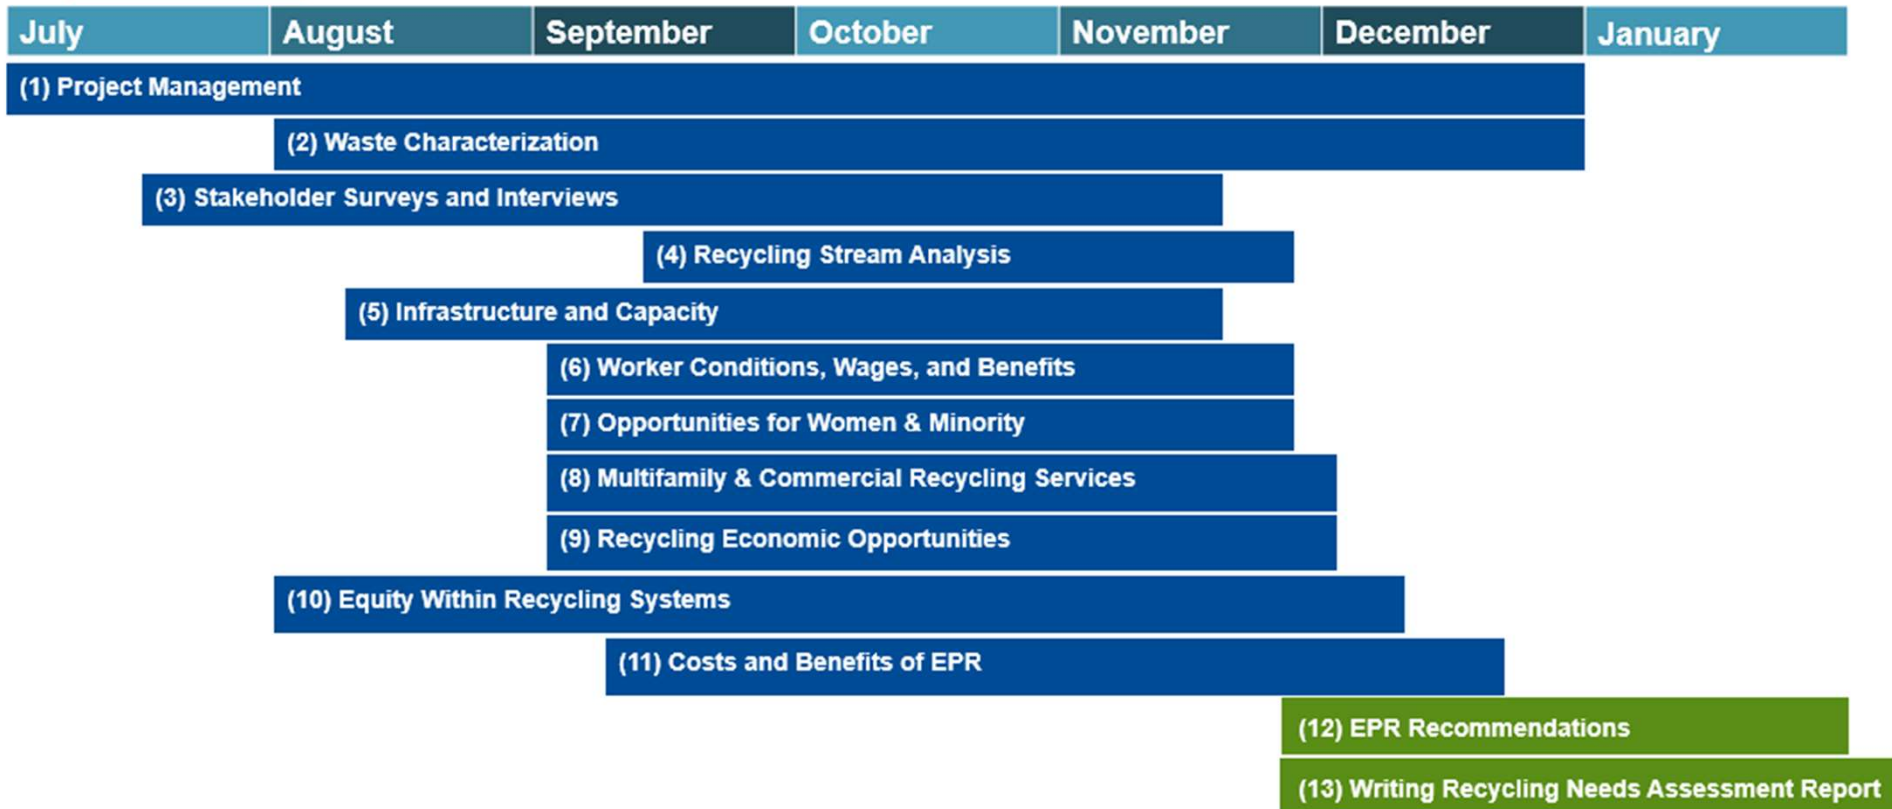 July August September October November December January
(1) Project Management
(2) Waste Characterization
(3) Stakeholder Surveys and Interviews
(4) Recycling Stream Analysis
(5) Infrastructure and Capacity
(6) Worker Conditions, Wages, and Benefits
(7) Opportunities for Women & Minority
(8) Multifamily & Commercial Recycling Services
(9) Recycling Economic Opportunities
(10) Equity Within Recycling Systems
(11) Costs and Benefits of EPR
(12) EPR Recommendations
(13) Writing Recycling Needs Assessment Report